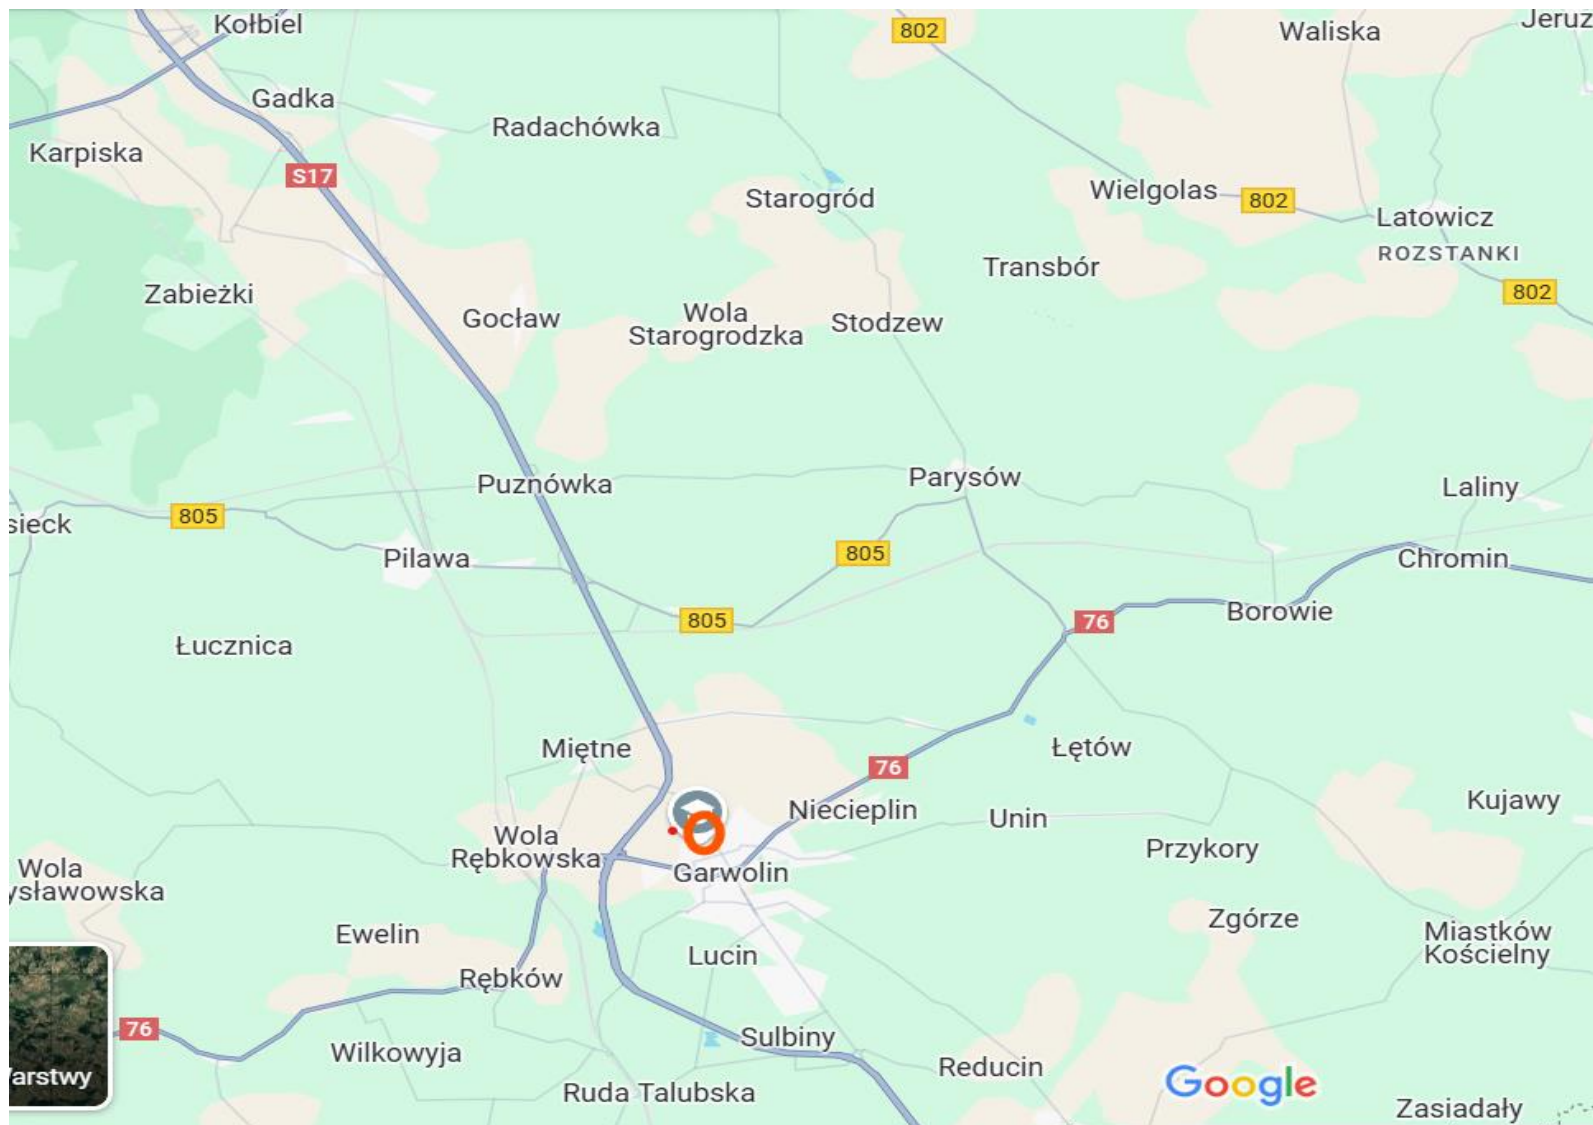 Kołbiel
802
Waliska
Jeruz
Gadka
Radachówka
Karpiska
S17
Starogród
Wielgolas
802
Latowicz
ROZSTANKI
Transbór
Zabieżki
802
Gocław
Wola
Starogrodzka
Stodzew
Puznówka
Parysów
Laliny
805
sieck
Pilawa
805
Chromin
805
76
Borowie
Łucznica
Miętne
Łętów
76
Niecieplin
Unin
Kujawy
Wola
Rębkowska
Przykory
Wola
ysławowska
Garwolin
Zgórze
Ewelin
Miastków
Kościelny
Lucin
Rębków
76
Sulbiny
Wilkowyja
Reducin
arstwy
Google
Ruda Talubska
Zasiadały